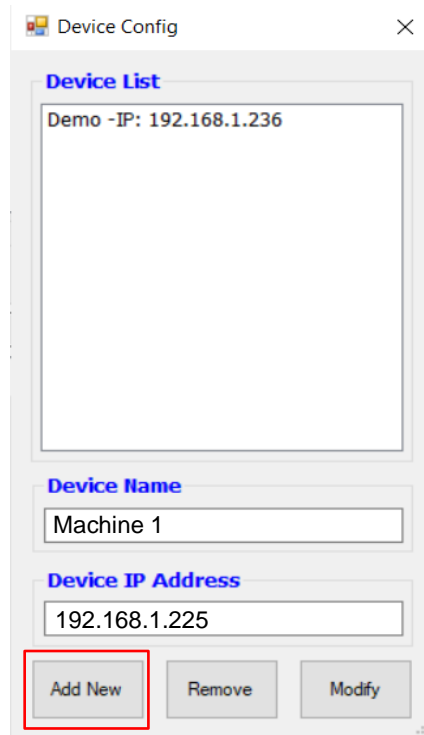 Device Config
Device List
Demo -IP: 192.168.1.236
Device Name
Machine 1
Device IP Address
192.168.1.225
Add New Remove Modify